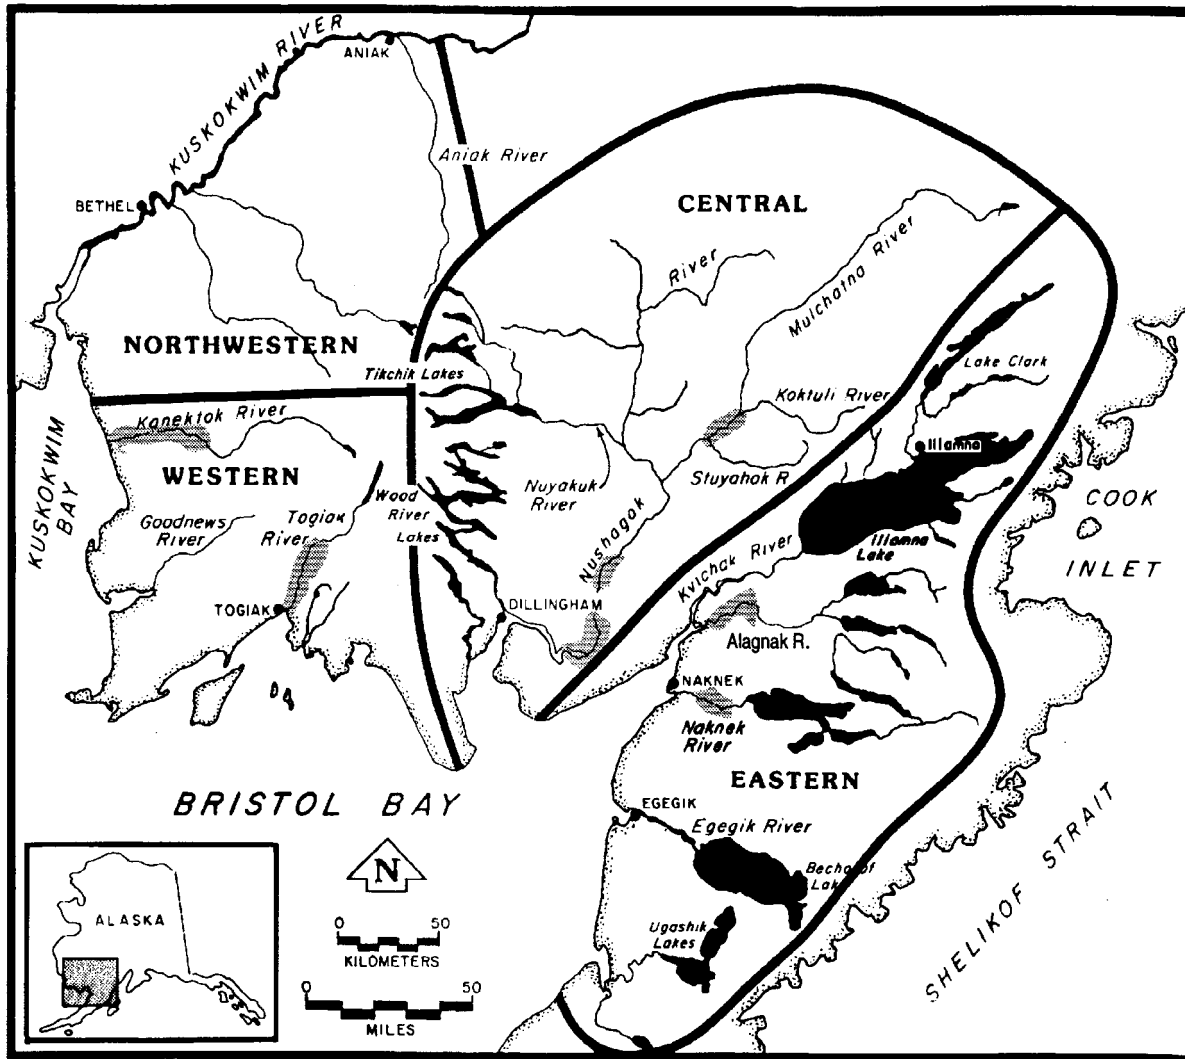 KUSKOKWIM RIVER
ANIAK
Aniak River
BETHEL
CENTRAL
River
Mulchatna River
NORTHWESTERN
Tikchik Lakes
Lake Clark
Kanektok River
Koktuli River
Iliamna
WESTERN
Stuyahok R
KUSKOKWIM
BAY
Goodnews
River
Togiak
River
Wood
River
Lakes
Nuyakuk
River
Nushagak
Kvichak River
Iliamna
Lake
COOK
INLET
TOGIAK
DILLINGHAM
Alagnak R.
NAKNEK
Naknek
River
EASTERN
BRISTOL BAY
EGEGIK
Egegik River
Becharof
Lake
Ugashik
Lakes
SHELIKOF STRAIT
ALASKA
N
0 50
KILOMETERS
0 50
MILES